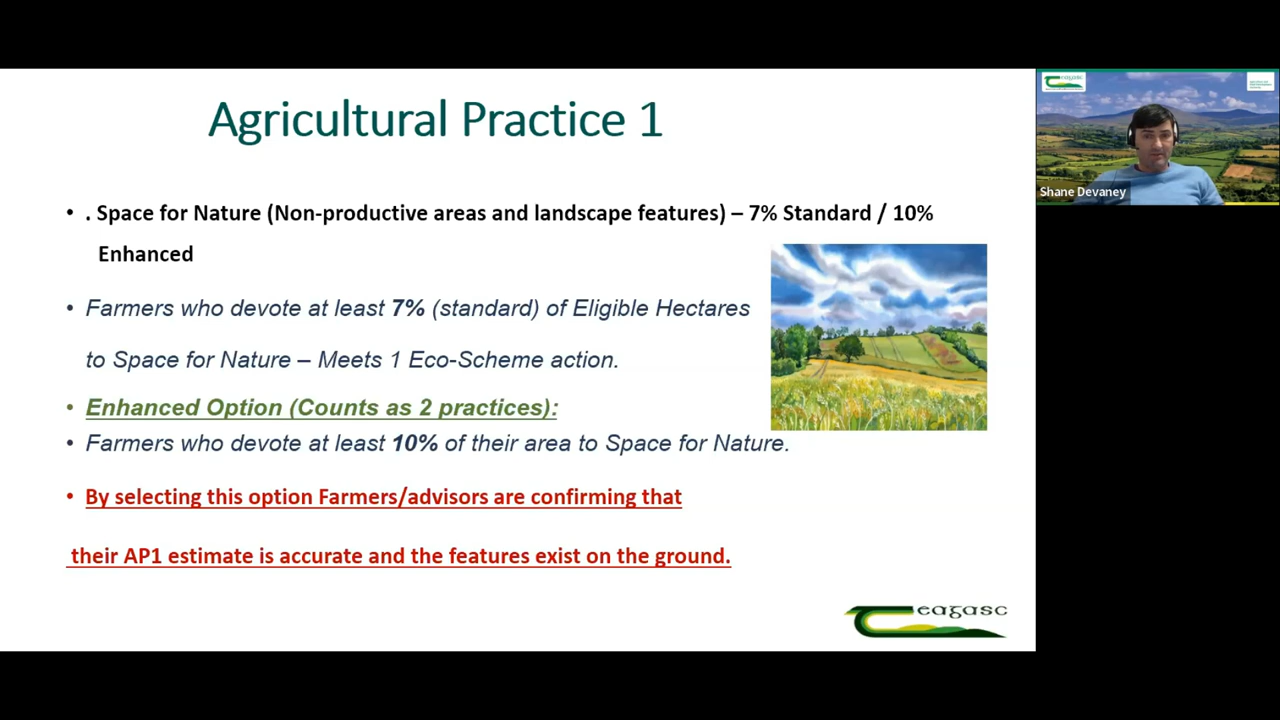 Agricultural Practice 1
• . Space for Nature (Non-productive areas and landscape features) – 7% Standard / 10%
Enhanced
• Farmers who devote at least 7% (standard) of Eligible Hectares
to Space for Nature – Meets 1 Eco-Scheme action.
• Enhanced Option (Counts as 2 practices):
• Farmers who devote at least 10% of their area to Space for Nature.
• By selecting this option Farmers/advisors are confirming that
their AP1 estimate is accurate and the features exist on the ground.
teagasc
teagasc
Shane Devaney